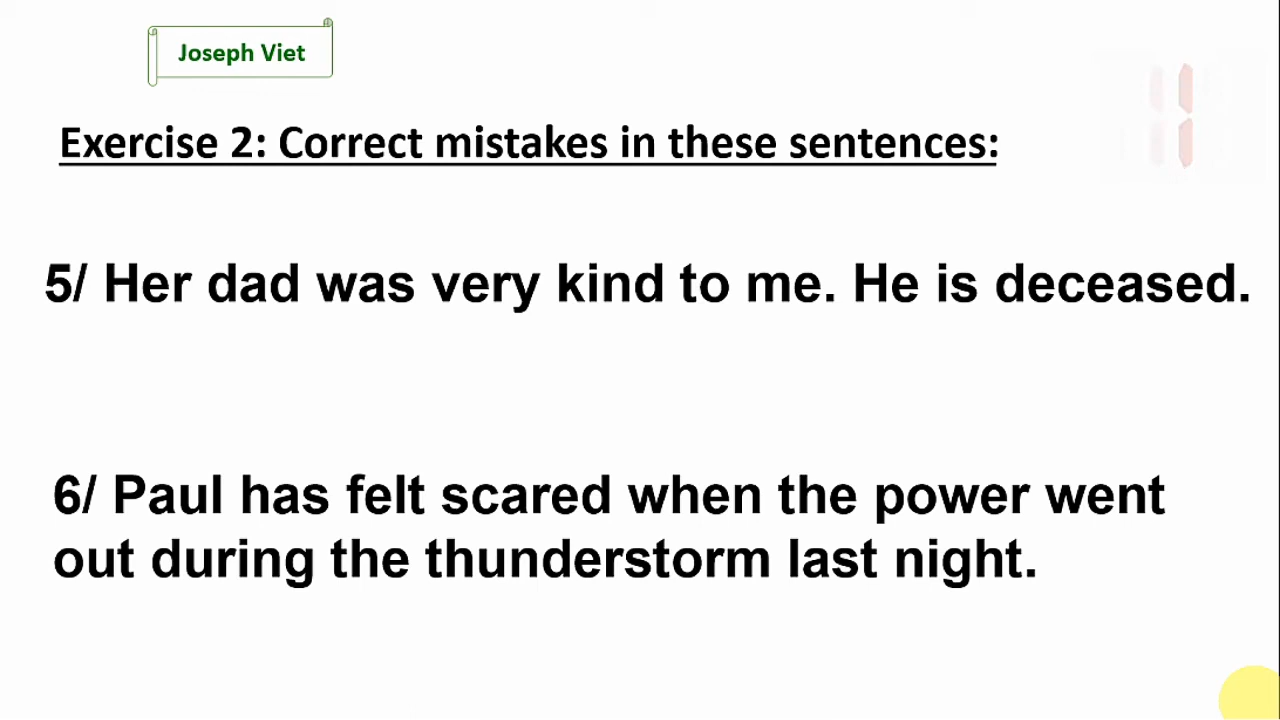 Joseph Viet
Exercise 2: Correct mistakes in these sentences:
5/ Her dad was very kind to me. He is deceased.
6/ Paul has felt scared when the power went
out during the thunderstorm last night.